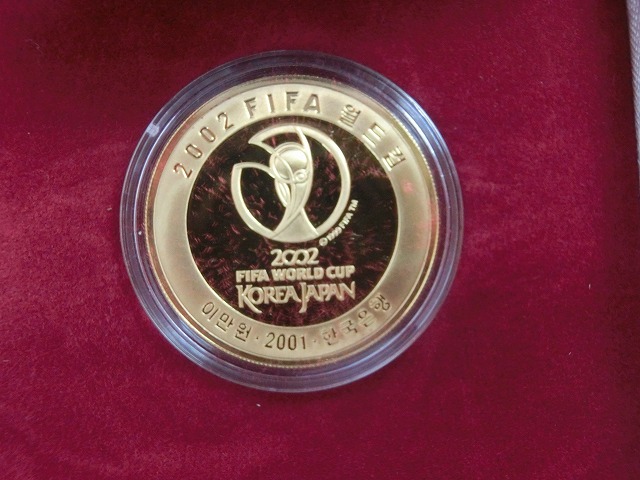 2002 FIFA 월드컵
©1999 FIFA TM
2002
FIFA WORLD CUP
KOREA JAPAN
이만원·2001·한국은행